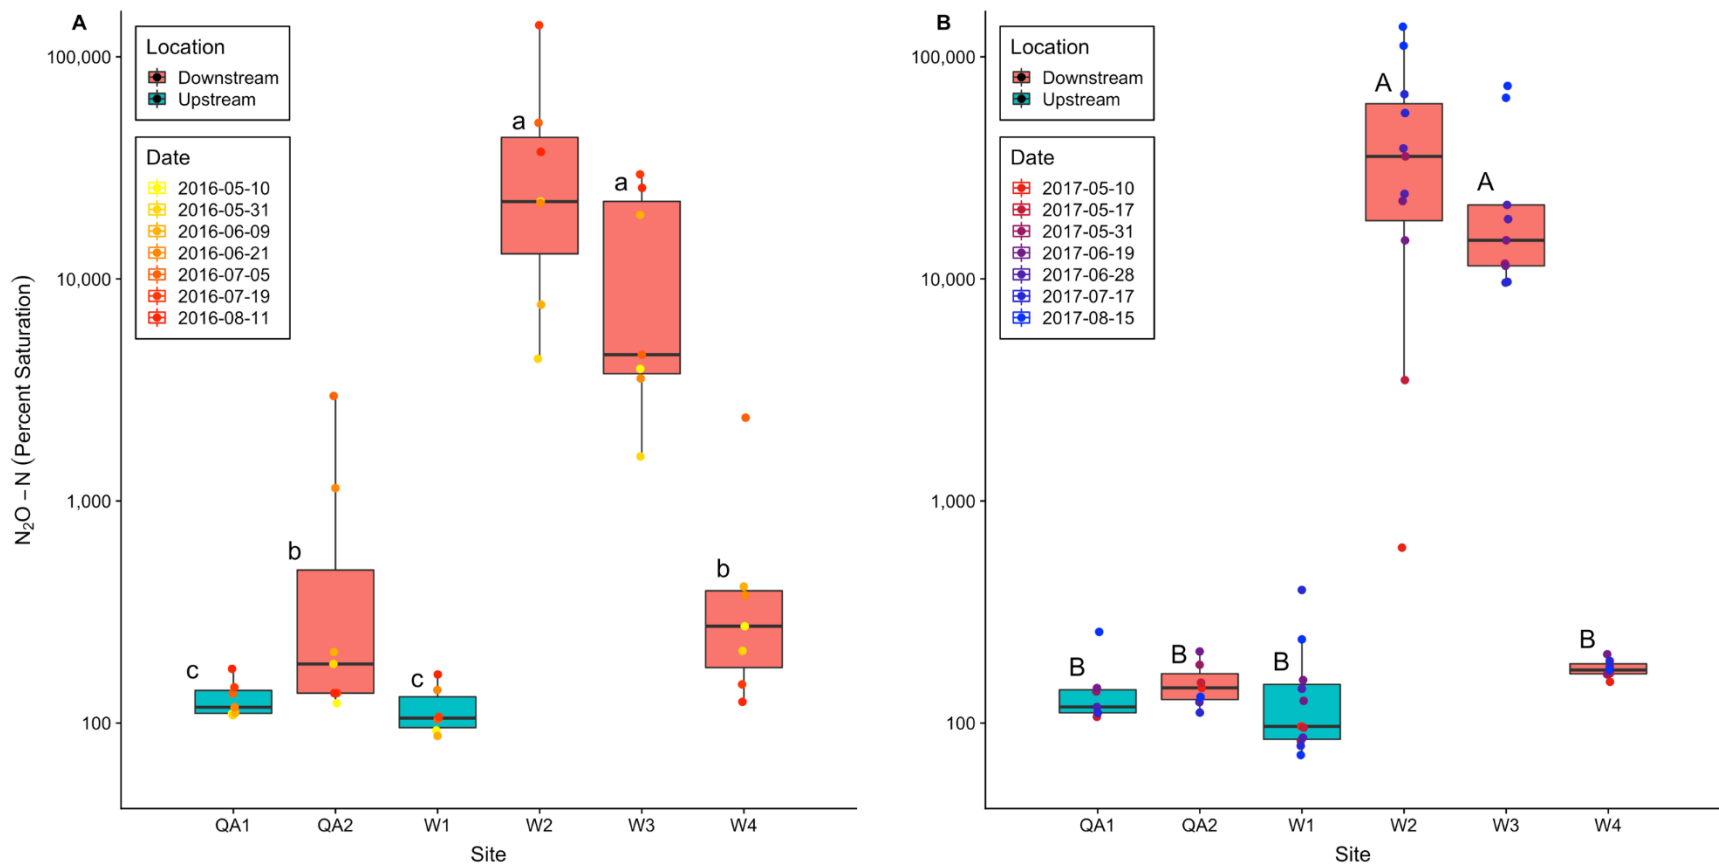 A
Location
Downstream
Upstream
Date
2016-05-10
2016-05-31
2016-06-09
2016-06-21
2016-07-05
2016-07-19
2016-08-11
N₂O – N (Percent Saturation)
100,000
10,000
1,000
100
c
b
c
a
a
b
QA1 QA2 W1 W2 W3 W4
Site
B
Location
Downstream
Upstream
Date
2017-05-10
2017-05-17
2017-05-31
2017-06-19
2017-06-28
2017-07-17
2017-08-15
100,000
10,000
1,000
100
B
B
B
A
A
B
QA1 QA2 W1 W2 W3 W4
Site